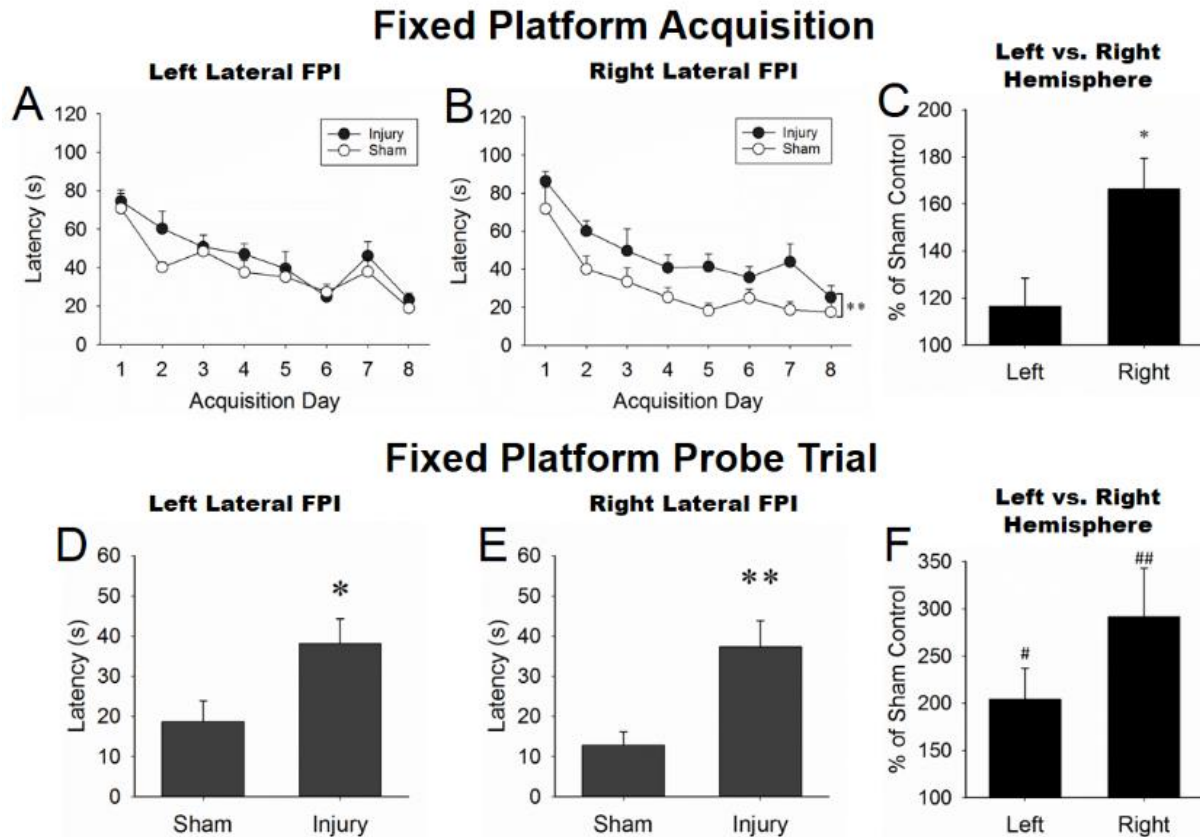 Fixed Platform Acquisition
Left Lateral FPI
Right Lateral FPI
Left vs. Right
Hemisphere
A
120
100
80
60
40
20
0
Latency (s)
Injury
Sham
1 2 3 4 5 6 7 8
Acquisition Day
B
120
100
80
60
40
20
0
Latency (s)
Injury
Sham
**
1 2 3 4 5 6 7 8
Acquisition Day
C
200
180
160
140
120
100
% of Sham Control
*
Left Right
Fixed Platform Probe Trial
Left Lateral FPI
Right Lateral FPI
Left vs. Right
Hemisphere
D
60
50
40
30
20
10
0
Latency (s)
*
Sham Injury
E
60
50
40
30
20
10
0
Latency (s)
**
Sham Injury
F
350
300
250
200
150
100
% of Sham Control
#
##
Left Right